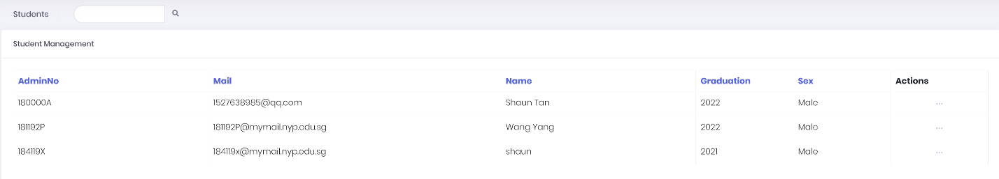 Students
Student Management
AdminNo Mail Name Graduation Sex Actions
180000A 1527638985@qq.com Shaun Tan 2022 Male ...
181192P 181192P@mymail.nyp.edu.sg Wang Yang 2022 Male ...
184119X 184119x@mymail.nyp.edu.sg shaun 2021 Male ...